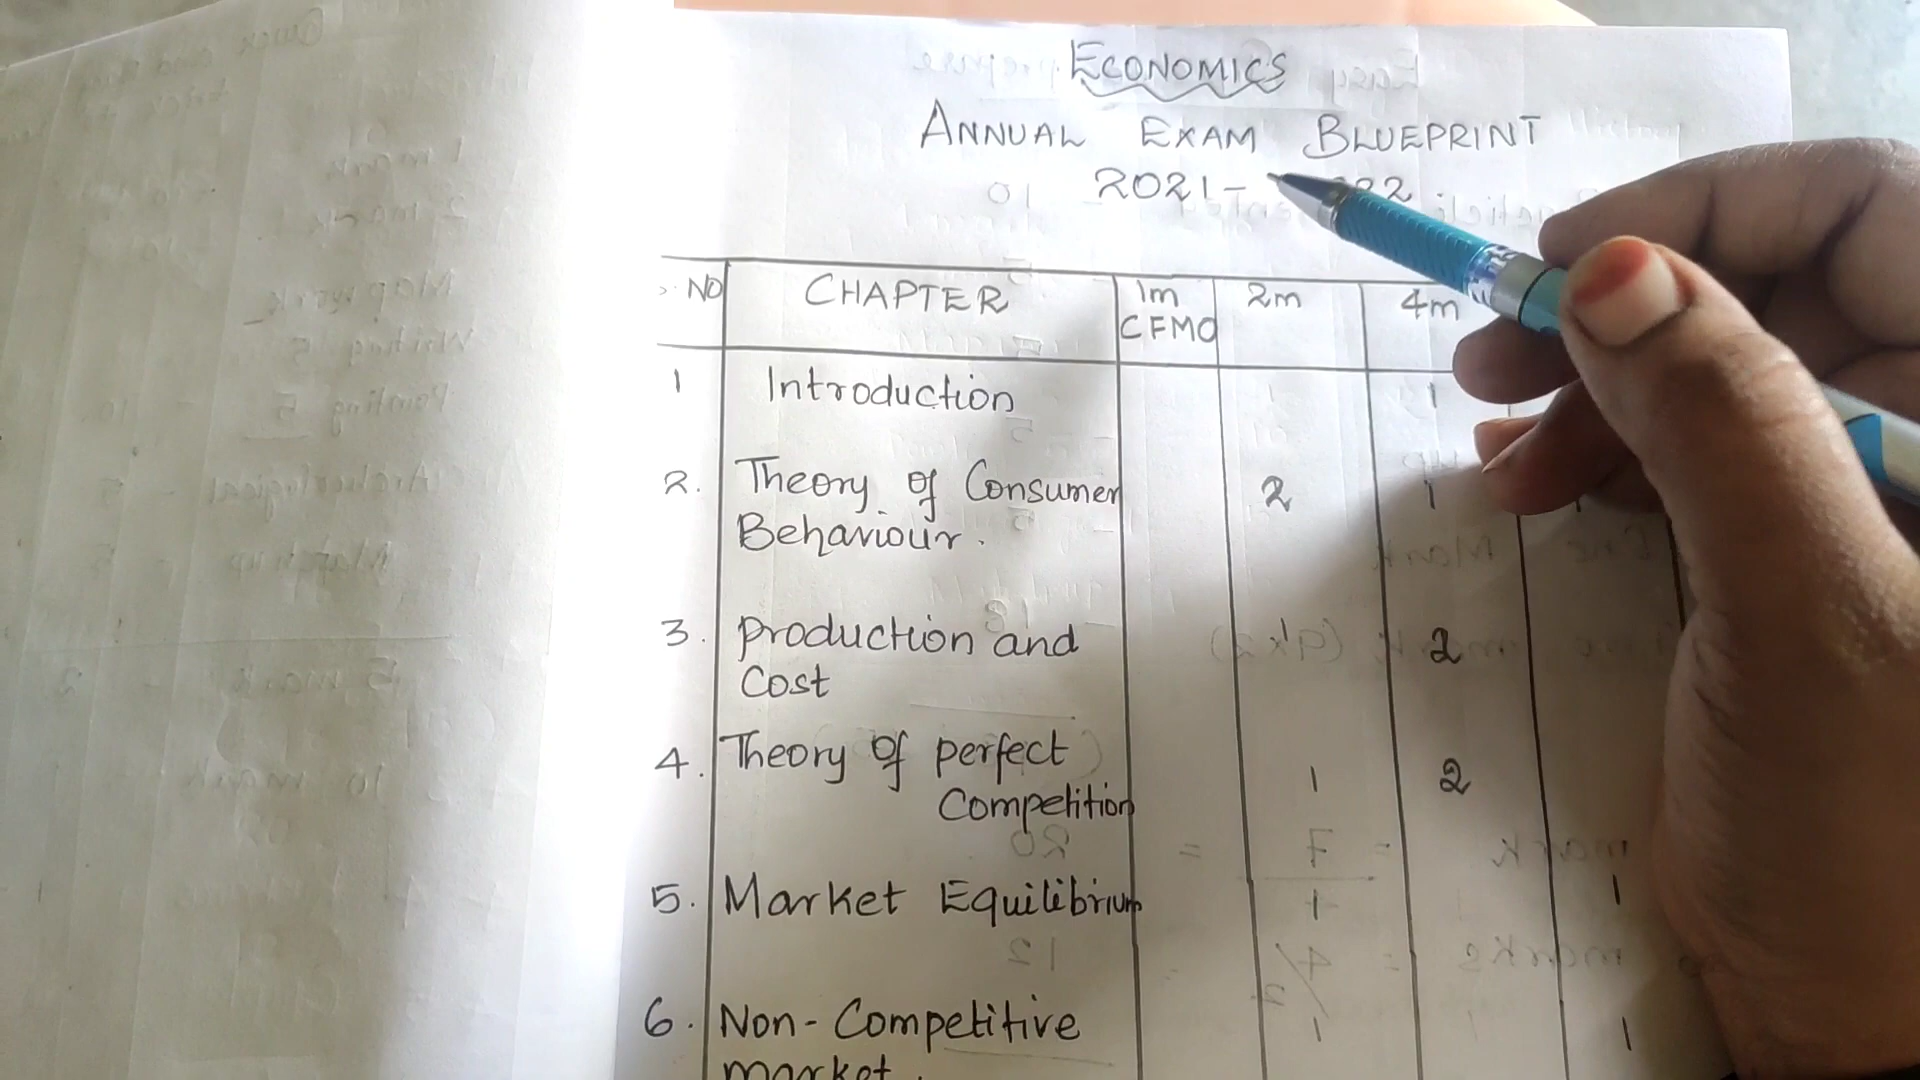 ECONOMICS
ANNUAL EXAM BLUEPRINT
2021- 22
NO CHAPTER 1m 2m 4m
CFMQ
1 Introduction 1
2. Theory of Consumer 2 1
Behaviour.
3. production and 2
Cost
4. Theory of perfect 1 2
Competition
5. Market Equilibrium 1 1
6. Non-Competitive 1 1
market.